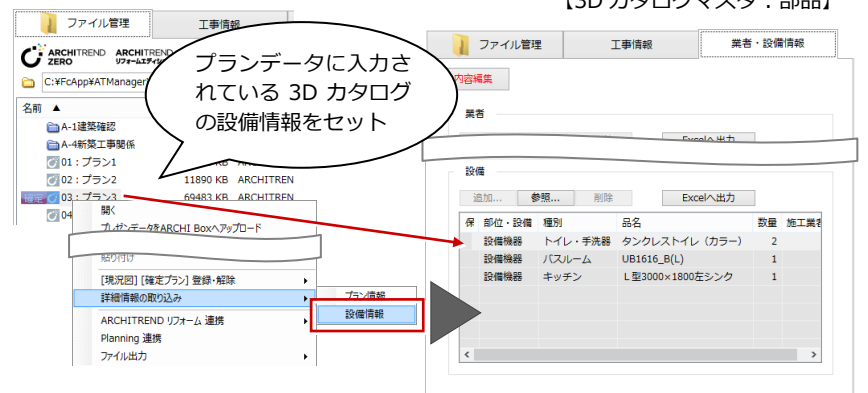 【3D カタログマスタ：部品】
ファイル管理
工事情報
ARCHITREND
ZERO
ARCHITREND
リフォームエディ
C:¥FcApp¥ATManager
名前 ▲
A-1建築確認
A-4新築工事関係
01：プラン1
KB
02：プラン2
11890 KB ARCHITREN
確定
03：プラン3
69483 KB ARCHITREN
04
プランデータに入力さ
れている 3D カタログ
の設備情報をセット
開く
プレゼンデータをARCHI Boxへアップロード
貼り付け
[現況図] [確定プラン] 登録・解除
詳細情報の取り込み
ARCHITREND リフォーム 連携
Planning 連携
ファイル出力
プラン情報
設備情報
ファイル管理
工事情報
業者・設備情報
内容編集
業者
Excelへ出力
設備
追加...
参照...
削除
Excelへ出力
保 部位・設備 種別 品名 数量 施工業者
設備機器 トイレ・手洗器 タンクレストイレ（カラー） 2
設備機器 バスルーム UB1616_B(L) 1
設備機器 キッチン Ｌ型3000×1800左シンク 1